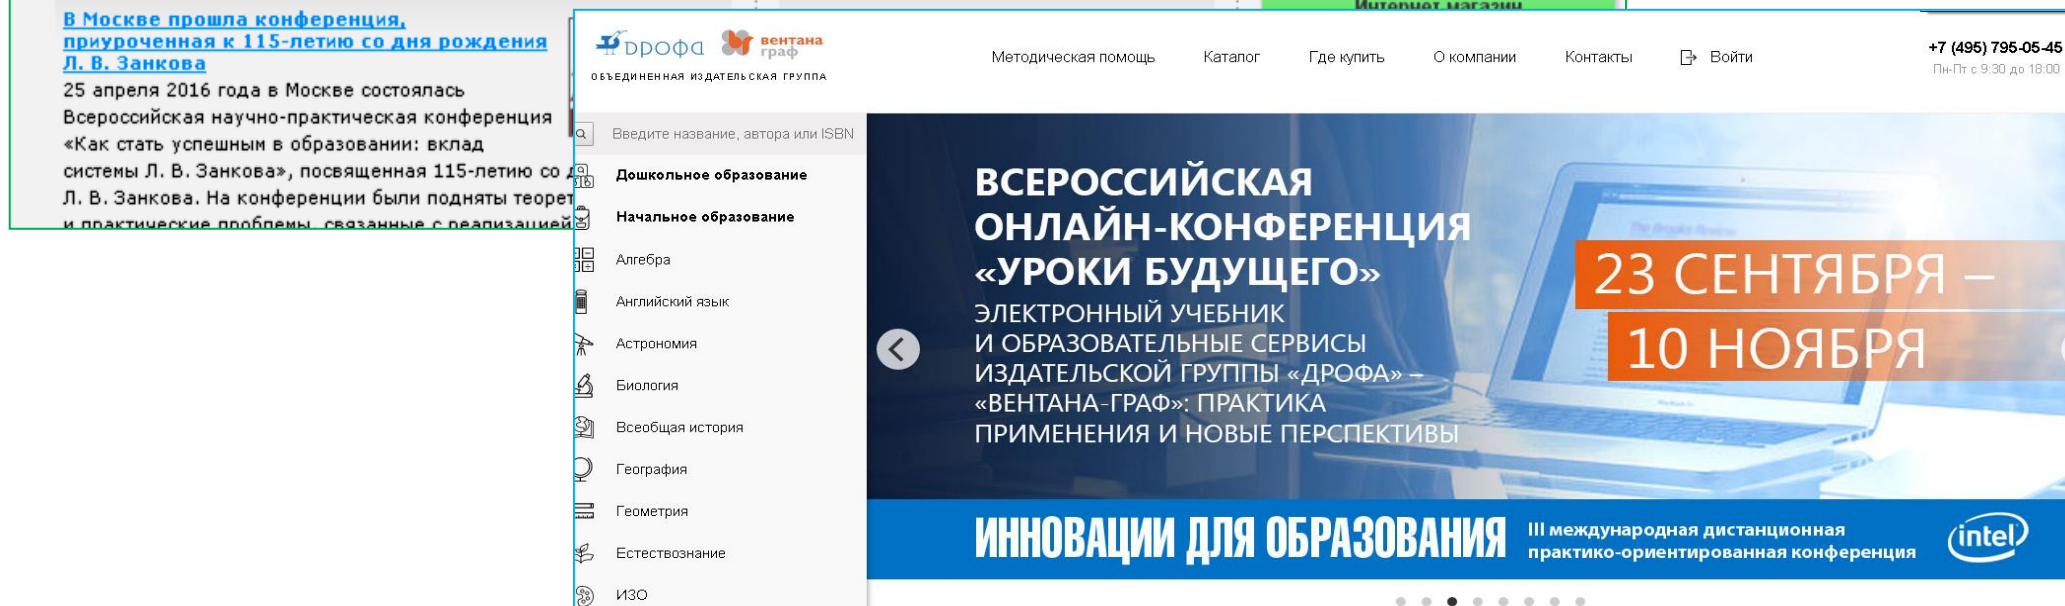 В Москве прошла конференция,
приуроченная к 115-летию со дня рождения
Л. В. Занкова
25 апреля 2016 года в Москве состоялась
Всероссийская научно-практическая конференция
«Как стать успешным в образовании: вклад
системы Л. В. Занкова», посвященная 115-летию со
Л. В. Занкова. На конференции были подняты теорет
и практические проблемы, связанные с реализацией
Интернет магазин
дрофа вентана
граф
ОБЪЕДИНЕННАЯ ИЗДАТЕЛЬСКАЯ ГРУППА
Методическая помощь Каталог Где купить О компании Контакты Войти
+7 (495) 795-05-45
Пн-Пт с 9:30 до 18:00
Введите название, автора или ISBN
Дошкольное образование
Начальное образование
Алгебра
Английский язык
Астрономия
Биология
Всеобщая история
География
Геометрия
Естествознание
ИЗО
ВСЕРОССИЙСКАЯ
ОНЛАЙН-КОНФЕРЕНЦИЯ
«УРОКИ БУДУЩЕГО»
ЭЛЕКТРОННЫЙ УЧЕБНИК
И ОБРАЗОВАТЕЛЬНЫЕ СЕРВИСЫ
ИЗДАТЕЛЬСКОЙ ГРУППЫ «ДРОФА» –
«ВЕНТАНА-ГРАФ»: ПРАКТИКА
ПРИМЕНЕНИЯ И НОВЫЕ ПЕРСПЕКТИВЫ
23 СЕНТЯБРЯ –
10 НОЯБРЯ
ИННОВАЦИИ ДЛЯ ОБРАЗОВАНИЯ
III международная дистанционная
практико-ориентированная конференция
intel